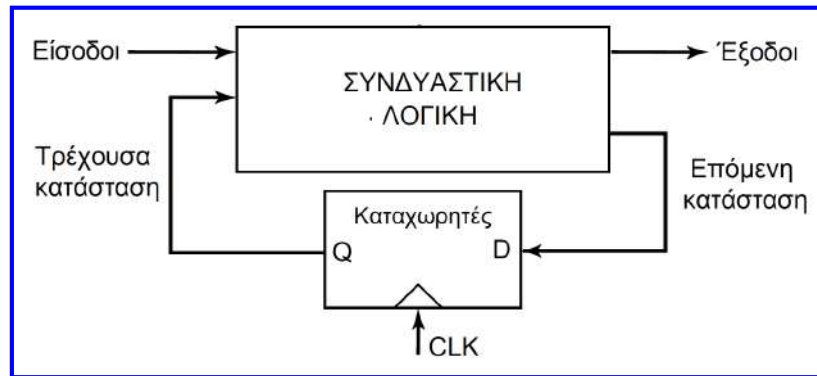 Είσοδοι
ΣΥΝΔΥΑΣΤΙΚΗ
ΛΟΓΙΚΗ
Έξοδοι
Τρέχουσα
κατάσταση
Επόμενη
κατάσταση
Καταχωρητές
Q
D
CLK